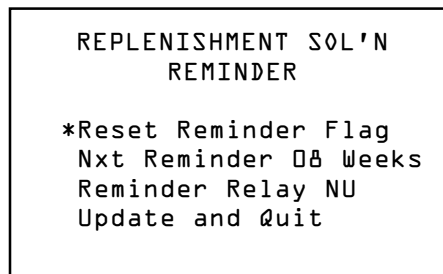 REPLENISHMENT SOL'N
REMINDER
*Reset Reminder Flag
Nxt Reminder 08 Weeks
Reminder Relay NU
Update and Quit